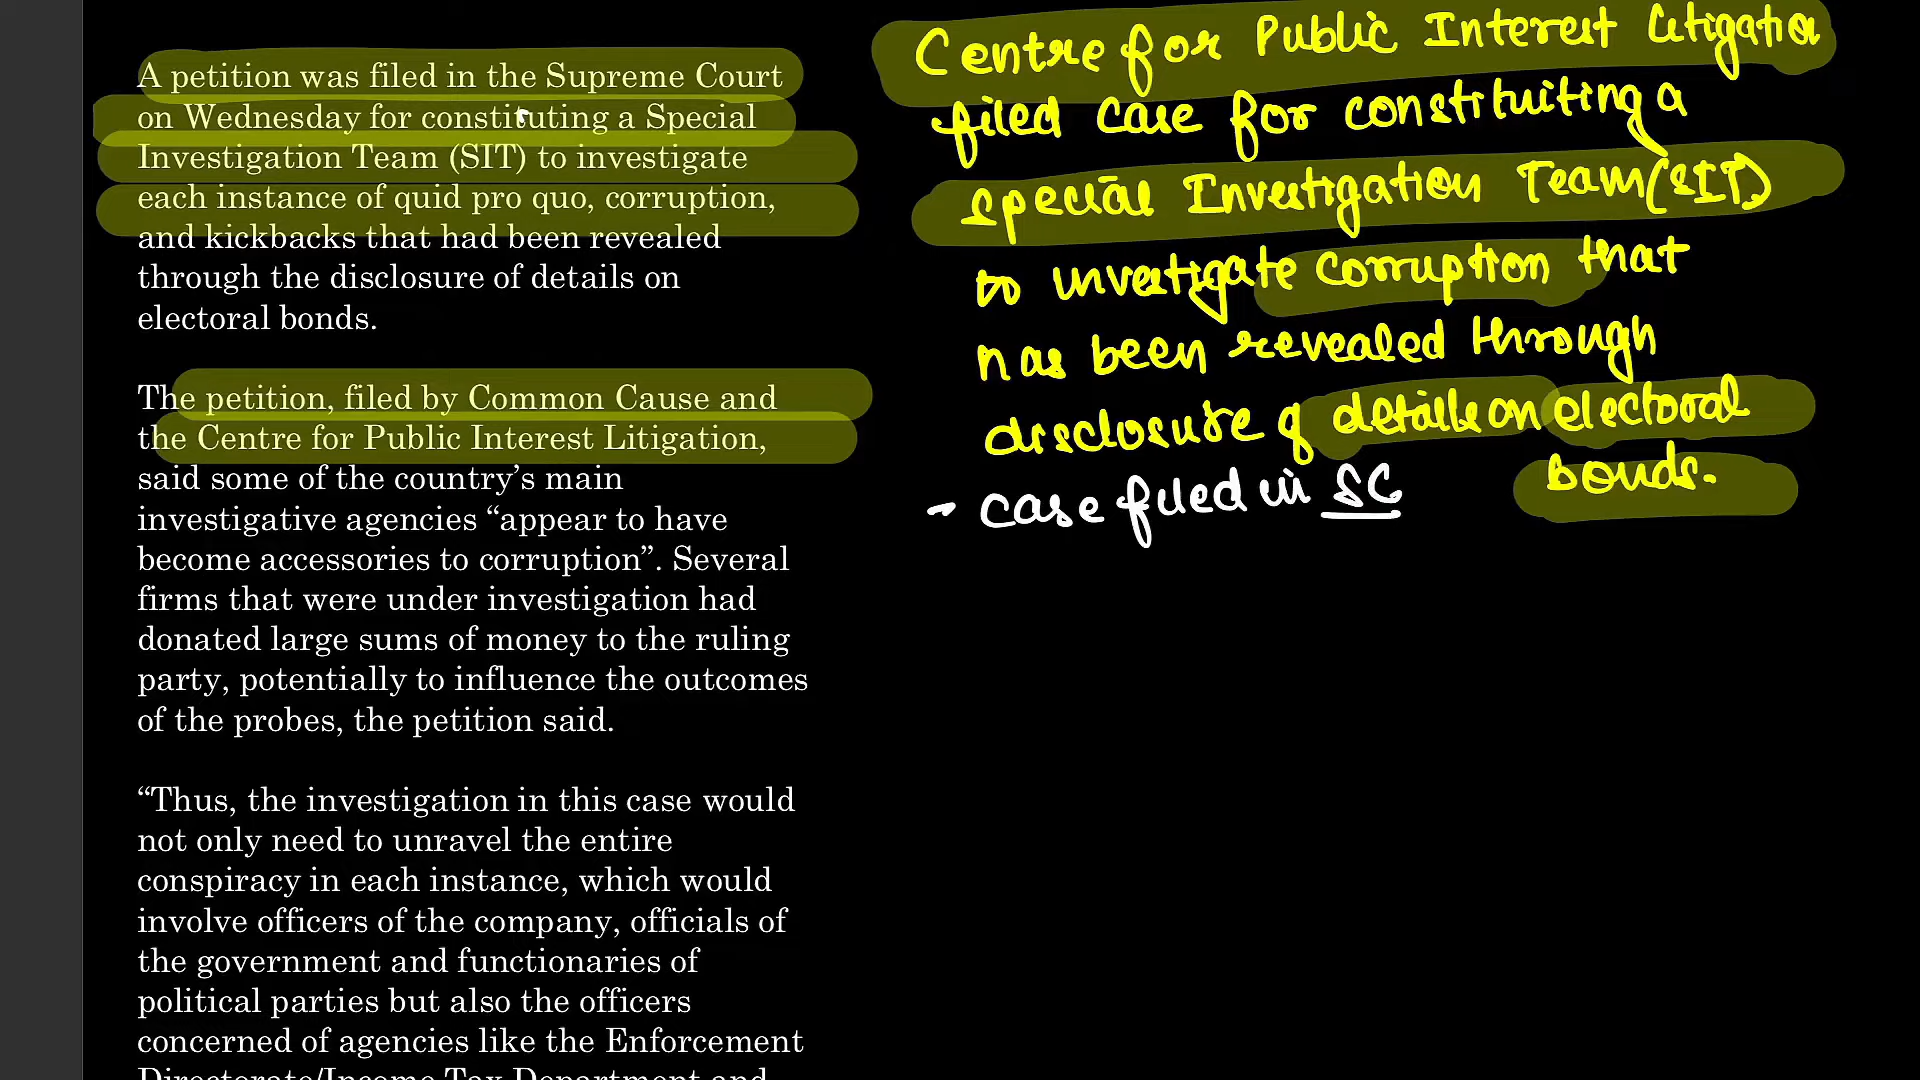 A petition was filed in the Supreme Court
on Wednesday for constituting a Special
Investigation Team (SIT) to investigate
each instance of quid pro quo, corruption,
and kickbacks that had been revealed
through the disclosure of details on
electoral bonds.
The petition, filed by Common Cause and
the Centre for Public Interest Litigation,
said some of the country’s main
investigative agencies “appear to have
become accessories to corruption”. Several
firms that were under investigation had
donated large sums of money to the ruling
party, potentially to influence the outcomes
of the probes, the petition said.
“Thus, the investigation in this case would
not only need to unravel the entire
conspiracy in each instance, which would
involve officers of the company, officials of
the government and functionaries of
political parties but also the officers
concerned of agencies like the Enforcement
Directorate/Income Tax Department and
Centre for Public Interest Litigation
filed case for constituiting a
special Investigation Team (SIT)
to investigate corruption that
has been revealed through
disclosure of details on electoral
bonds.
- case filed in SC